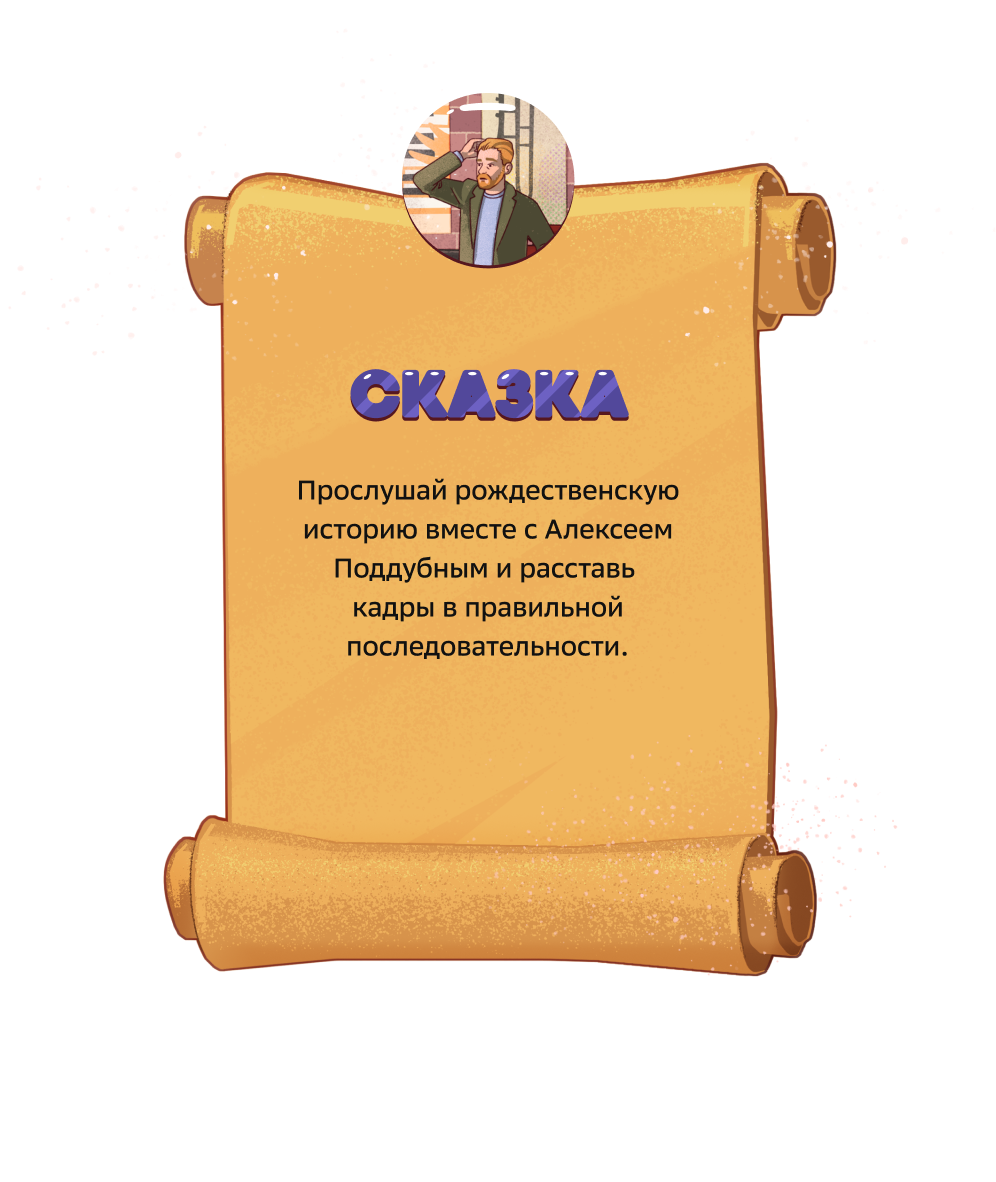 СКАЗКА
Прослушай рождественскую
историю вместе с Алексеем
Поддубным и расставь
кадры в правильной
последовательности.